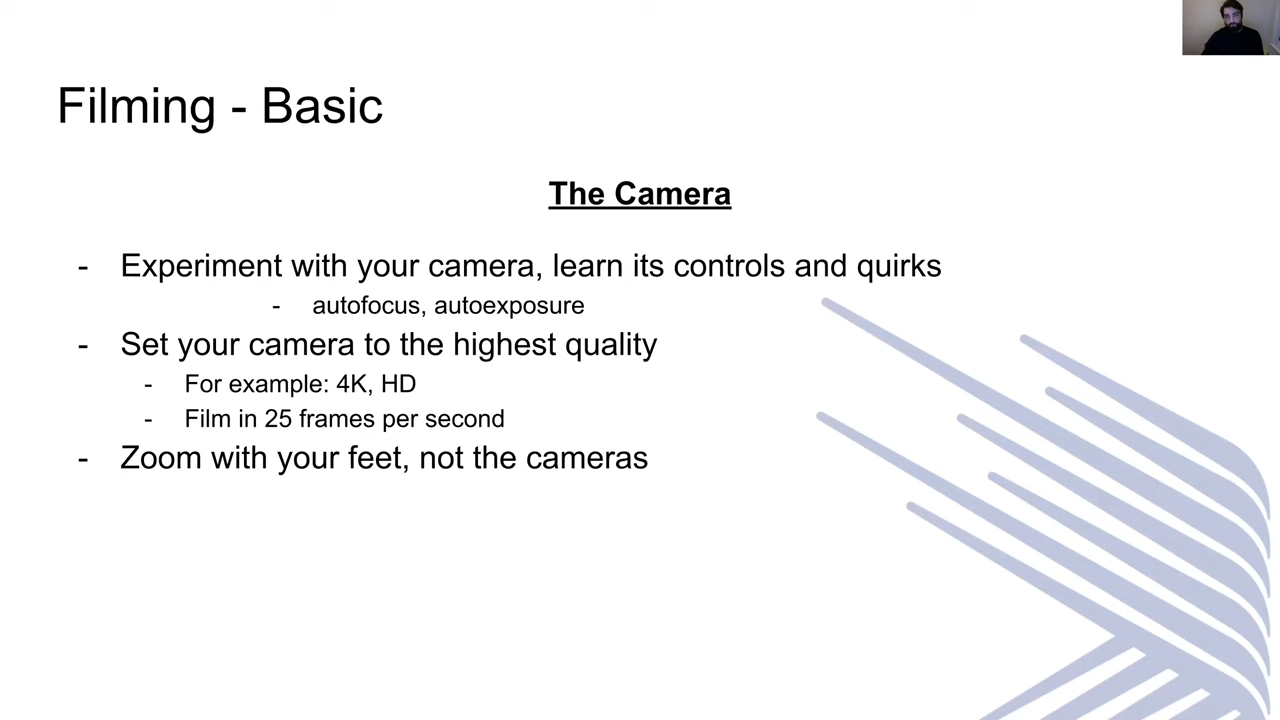 Filming - Basic
The Camera
- Experiment with your camera, learn its controls and quirks
- autofocus, autoexposure
- Set your camera to the highest quality
- For example: 4K, HD
- Film in 25 frames per second
- Zoom with your feet, not the cameras